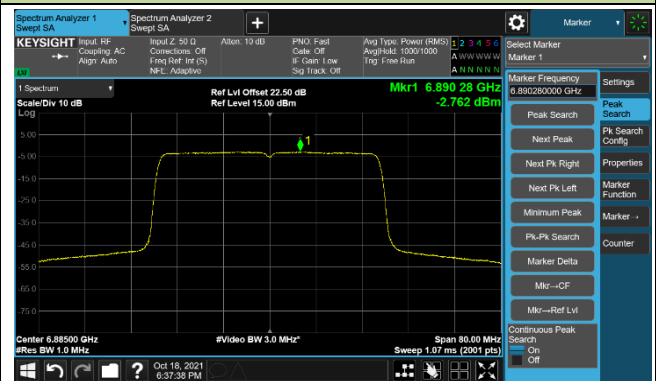 Spectrum Analyzer 1
Swept SA
Spectrum Analyzer 2
Swept SA
+
Marker
KEYSIGHT
Input: RF
Coupling: AC
Align: Auto
Input Z: 50 Ω
Corrections: Off
Freq Ref: Int (S)
NFE: Adaptive
Atten: 10 dB
PNO: Fast
Gate: Off
IF Gain: Low
Sig Track: Off
Avg Type: Power (RMS)
Avg|Hold: 1000/1000
Trig: Free Run
1 2 3 4 5 6
A W W W W W
A N N N N N
LXI
Select Marker
Marker 1
1 Spectrum
Scale/Div 10 dB
Log
Ref Lvl Offset 22.50 dB
Ref Level 15.00 dBm
Mkr1 6.890 28 GHz
-2.762 dBm
1
5.00
-5.00
-15.0
-25.0
-35.0
-45.0
-55.0
-65.0
-75.0
Center 6.88500 GHz
#Res BW 1.0 MHz
#Video BW 3.0 MHz*
Span 80.00 MHz
Sweep 1.07 ms (2001 pts)
Marker Frequency
6.890280000 GHz
Peak Search
Next Peak
Next Pk Right
Next Pk Left
Minimum Peak
Pk-Pk Search
Marker Delta
Mkr→CF
Mkr→Ref Lvl
Continuous Peak
Search
On
Off
Settings
Peak
Search
Pk Search
Config
Properties
Marker
Function
Marker→
Counter
?
Oct 18, 2021
6:37:38 PM